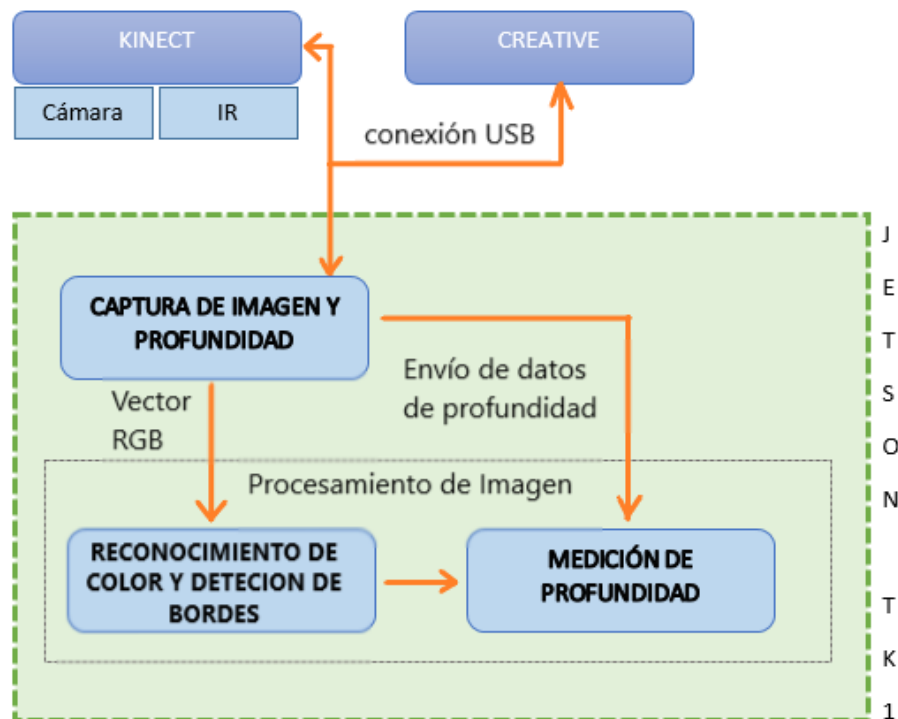 KINECT
CREATIVE
Cámara
IR
conexión USB
CAPTURA DE IMAGEN Y
PROFUNDIDAD
Envío de datos
de profundidad
Vector
RGB
Procesamiento de Imagen
RECONOCIMIENTO DE
COLOR Y DETECION DE
BORDES
MEDICIÓN DE
PROFUNDIDAD
J
E
T
S
O
N
T
K
1